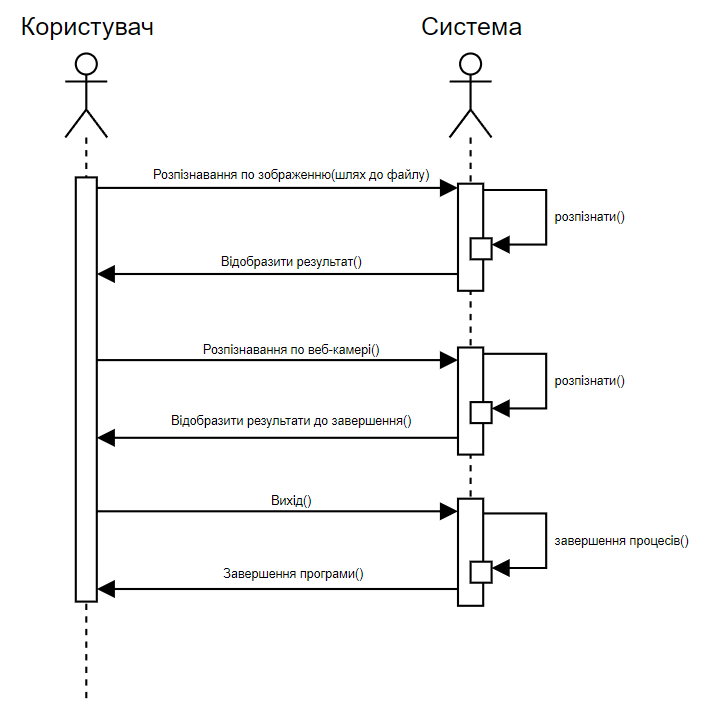 Користувач
Система
Розпізнавання по зображенню(шлях до файлу)
розпізнати()
Відобразити результат()
Розпізнавання по веб-камері()
розпізнати()
Відобразити результати до завершення()
Вихід()
завершення процесів()
Завершення програми()